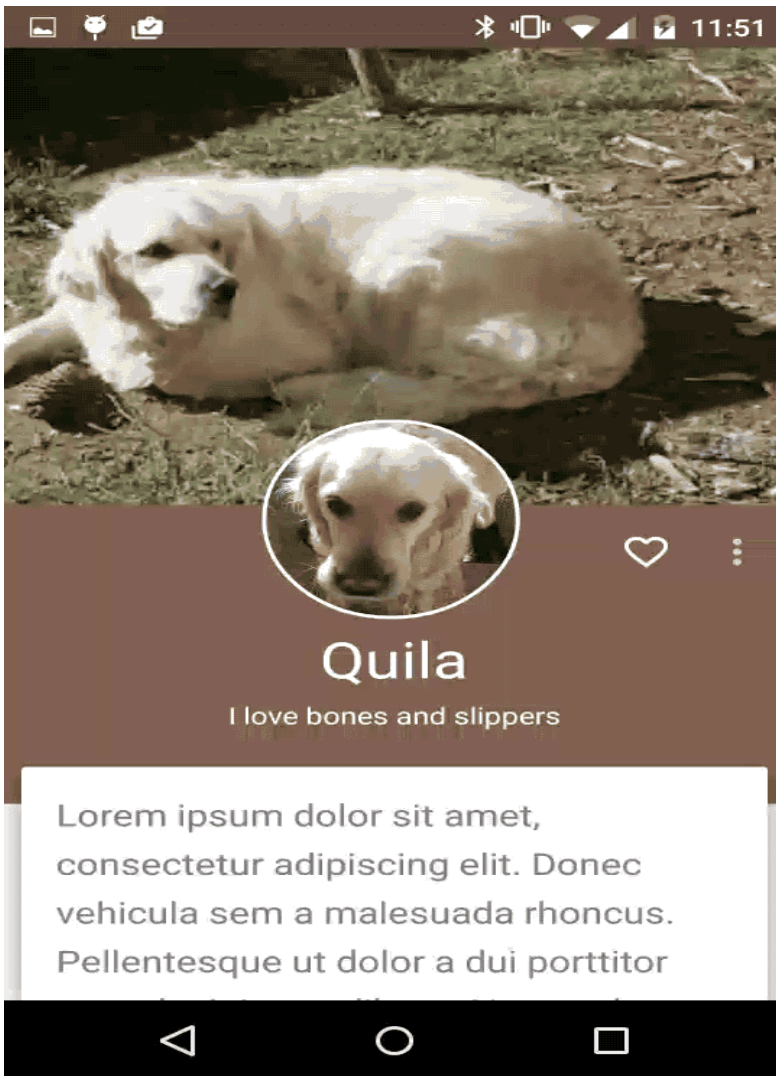 11:51
Quila
I love bones and slippers
Lorem ipsum dolor sit amet,
consectetur adipiscing elit. Donec
vehicula sem a malesuada rhoncus.
Pellentesque ut dolor a dui porttitor